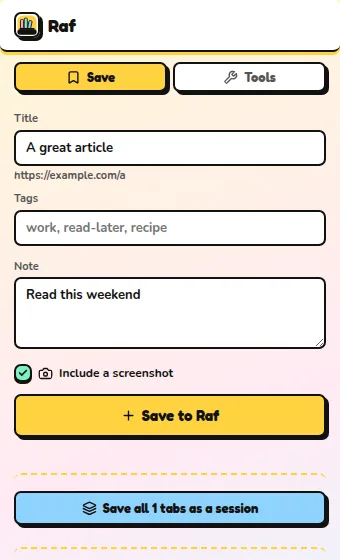 Raf
Save
Tools
Title
A great article
https://example.com/a
Tags
work, read-later, recipe
Note
Read this weekend
Include a screenshot
Save to Raf
Save all 1 tabs as a session